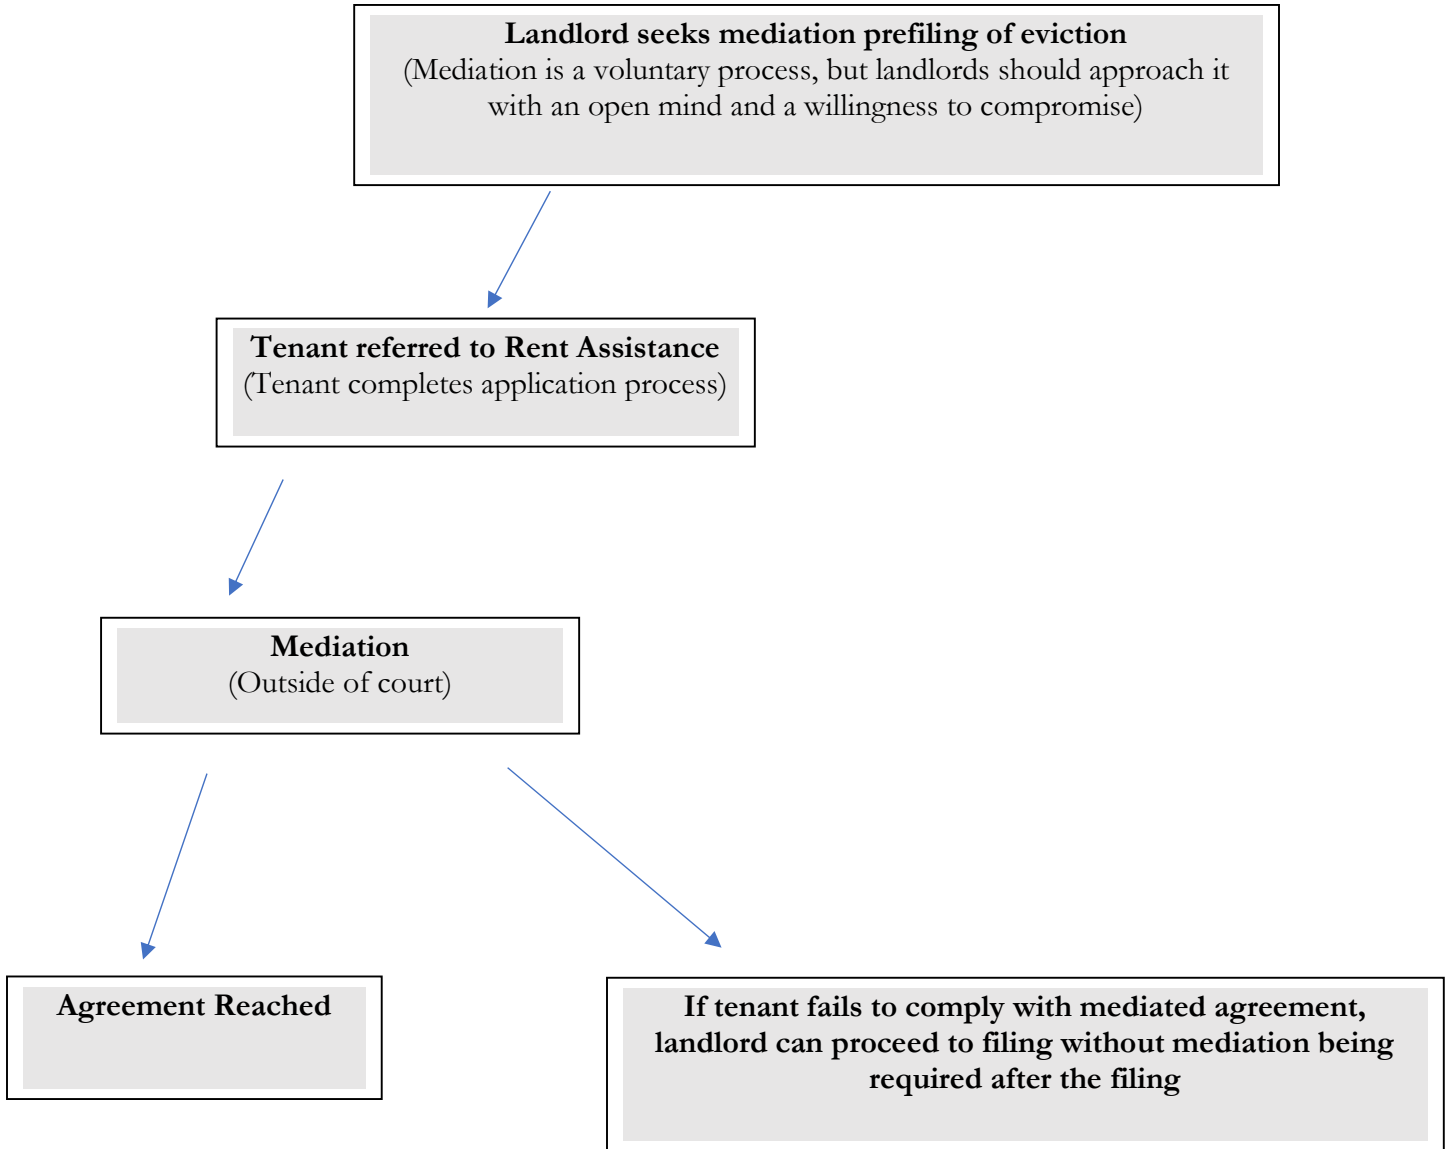 Landlord seeks mediation prefiling of eviction
(Mediation is a voluntary process, but landlords should approach it
with an open mind and a willingness to compromise)
Tenant referred to Rent Assistance
(Tenant completes application process)
Mediation
(Outside of court)
Agreement Reached
If tenant fails to comply with mediated agreement,
landlord can proceed to filing without mediation being
required after the filing